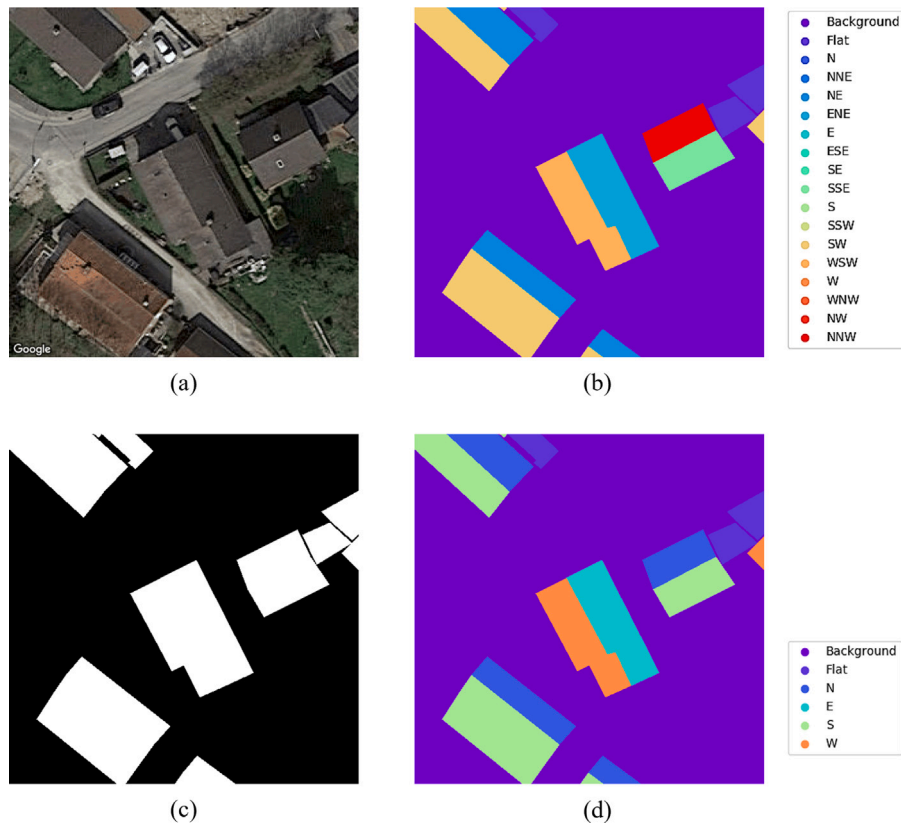 Google
(a)
(b)
Background
Flat
N
NNE
NE
ENE
E
ESE
SE
SSE
S
SSW
SW
WSW
W
WNW
NW
NNW
(c)
(d)
Background
Flat
N
E
S
W